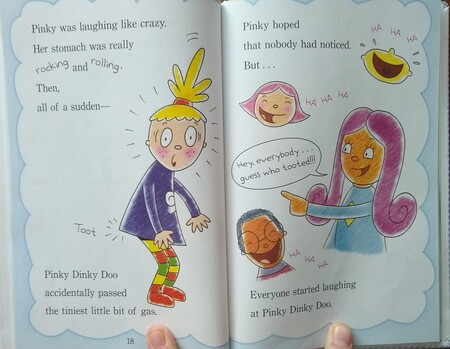 Pinky was laughing like crazy.
Her stomach was really
rocking and rolling.
Then,
all of a sudden—
Toot
Pinky Dinky Doo
accidentally passed
the tiniest little bit of gas.
18
Pinky hoped
that nobody had noticed.
But . . .
HA HA HA
HA HA HA
Hey, everybody . . .
guess who tooted!!!
HA HA HA
Everyone started laughing
at Pinky Dinky Doo.